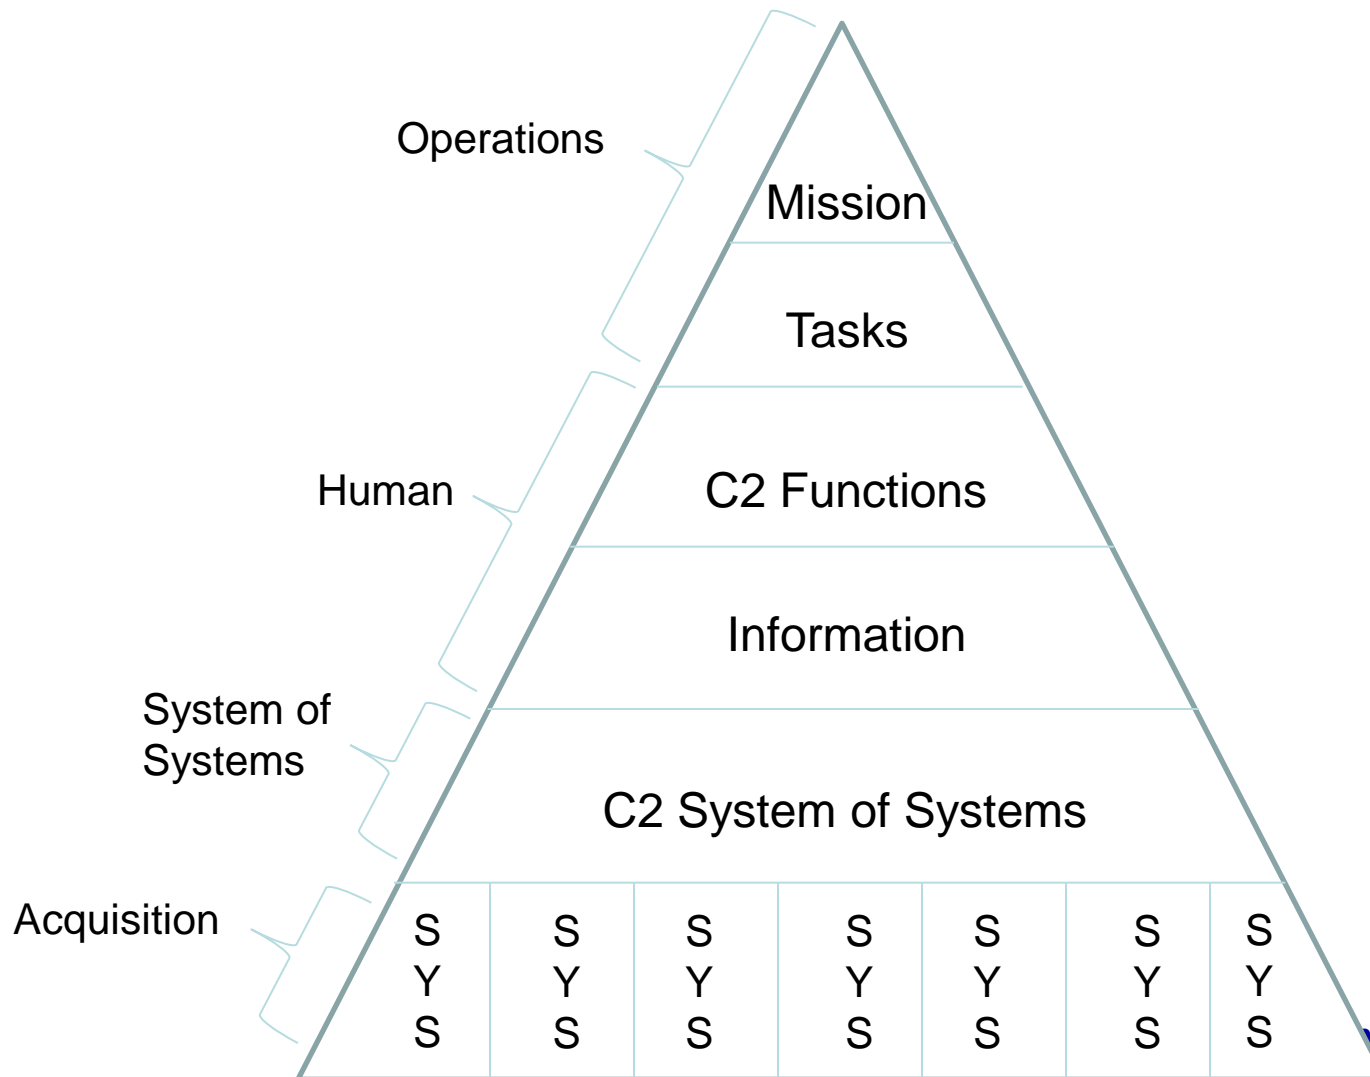 Operations
Mission
Tasks
Human
C2 Functions
Information
System of
Systems
C2 System of Systems
Acquisition
S S S S S S S
Y Y Y Y Y Y Y
S S S S S S S